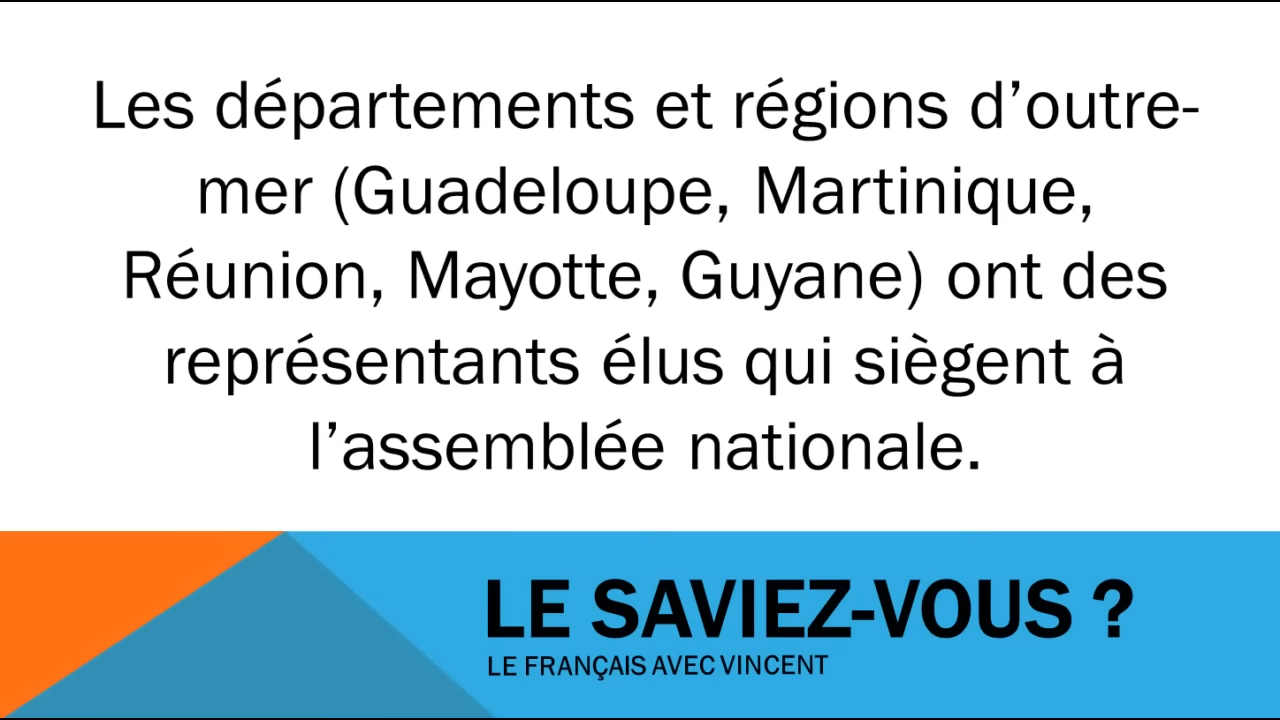 Les départements et régions d’outre-
mer (Guadeloupe, Martinique,
Réunion, Mayotte, Guyane) ont des
représentants élus qui siègent à
l’assemblée nationale.
LE SAVIEZ-VOUS ?
LE FRANÇAIS AVEC VINCENT